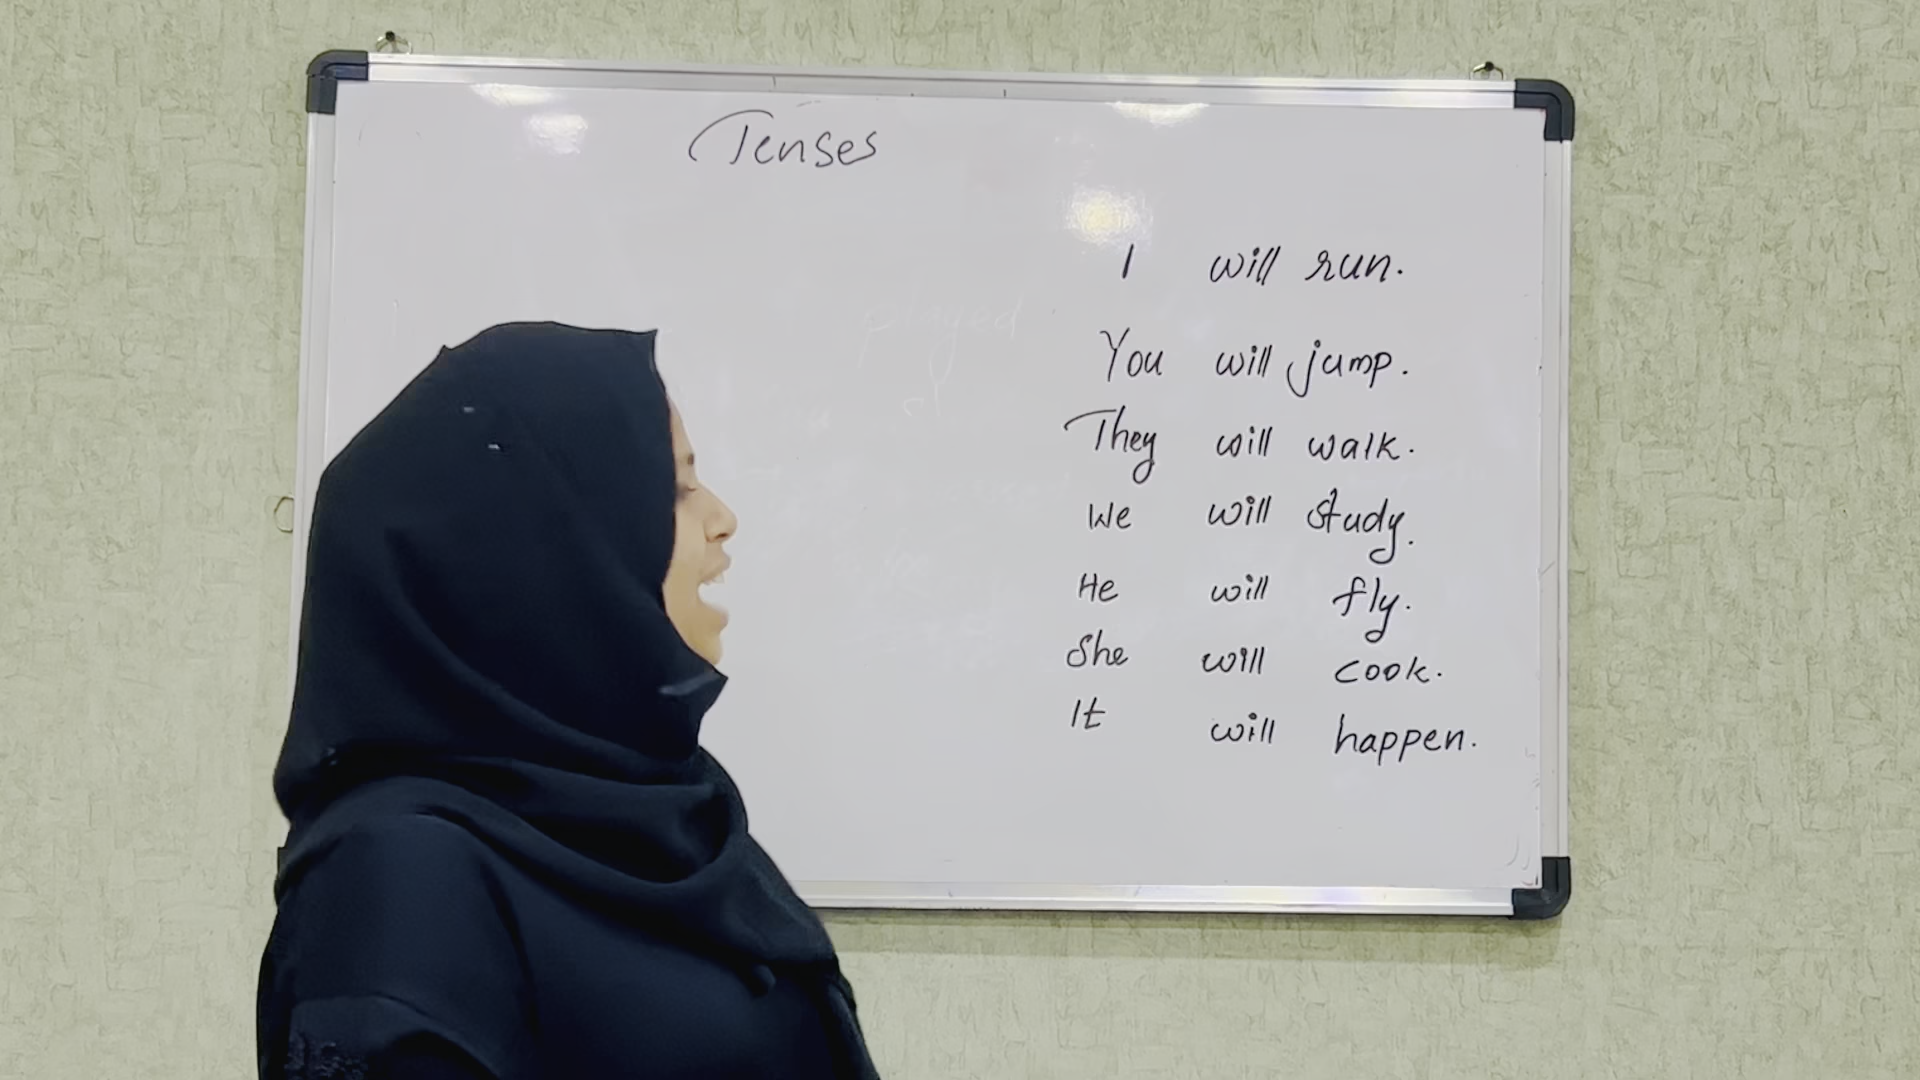 Tenses
I will run.
You will jump.
They will walk.
We will study.
He will fly.
She will cook.
It will happen.
played